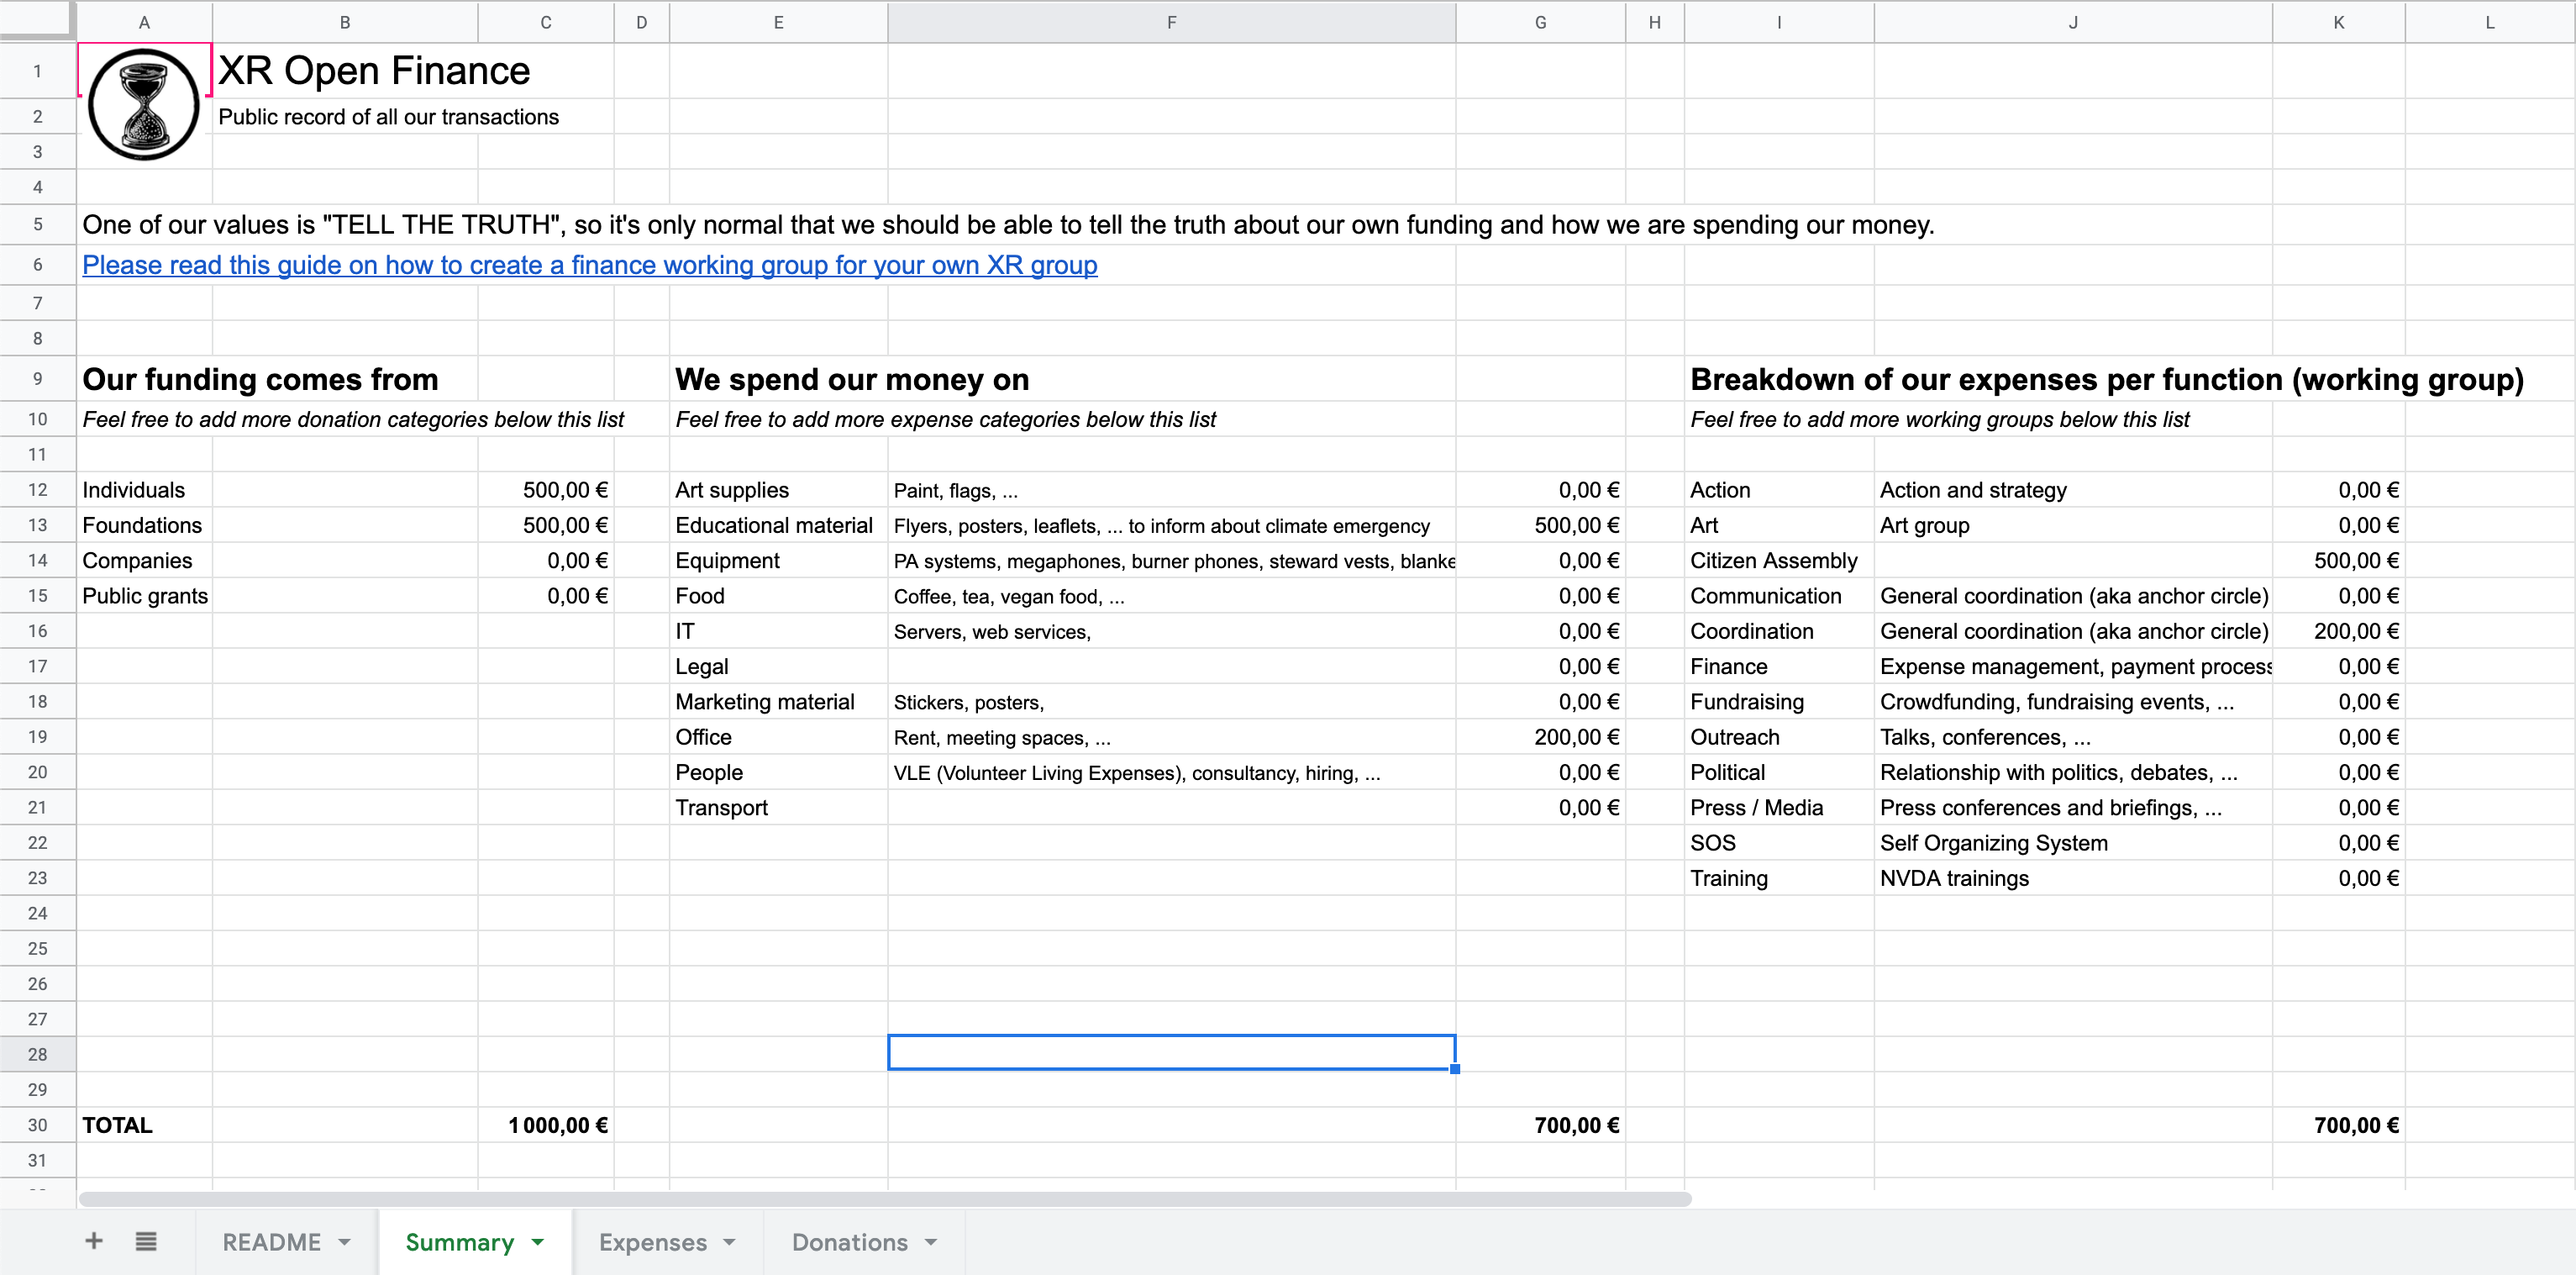 A B C D E F G H I J K L
1 XR Open Finance
2 Public record of all our transactions
3
4
5 One of our values is "TELL THE TRUTH", so it's only normal that we should be able to tell the truth about our own funding and how we are spending our money.
6 Please read this guide on how to create a finance working group for your own XR group
7
8
9 Our funding comes from We spend our money on Breakdown of our expenses per function (working group)
10 Feel free to add more donation categories below this list Feel free to add more expense categories below this list Feel free to add more working groups below this list
11
12 Individuals 500,00 € Art supplies Paint, flags, ... 0,00 € Action Action and strategy 0,00 €
13 Foundations 500,00 € Educational material Flyers, posters, leaflets, ... to inform about climate emergency 500,00 € Art Art group 0,00 €
14 Companies 0,00 € Equipment PA systems, megaphones, burner phones, steward vests, blanke 0,00 € Citizen Assembly 500,00 €
15 Public grants 0,00 € Food Coffee, tea, vegan food, ... 0,00 € Communication General coordination (aka anchor circle) 0,00 €
16 IT Servers, web services, 0,00 € Coordination General coordination (aka anchor circle) 200,00 €
17 Legal 0,00 € Finance Expense management, payment process 0,00 €
18 Marketing material Stickers, posters, 0,00 € Fundraising Crowdfunding, fundraising events, ... 0,00 €
19 Office Rent, meeting spaces, ... 200,00 € Outreach Talks, conferences, ... 0,00 €
20 People VLE (Volunteer Living Expenses), consultancy, hiring, ... 0,00 € Political Relationship with politics, debates, ... 0,00 €
21 Transport 0,00 € Press / Media Press conferences and briefings, ... 0,00 €
22 SOS Self Organizing System 0,00 €
23 Training NVDA trainings 0,00 €
24
25
26
27
28
29
30 TOTAL 1 000,00 € 700,00 € 700,00 €
31
README Summary Expenses Donations